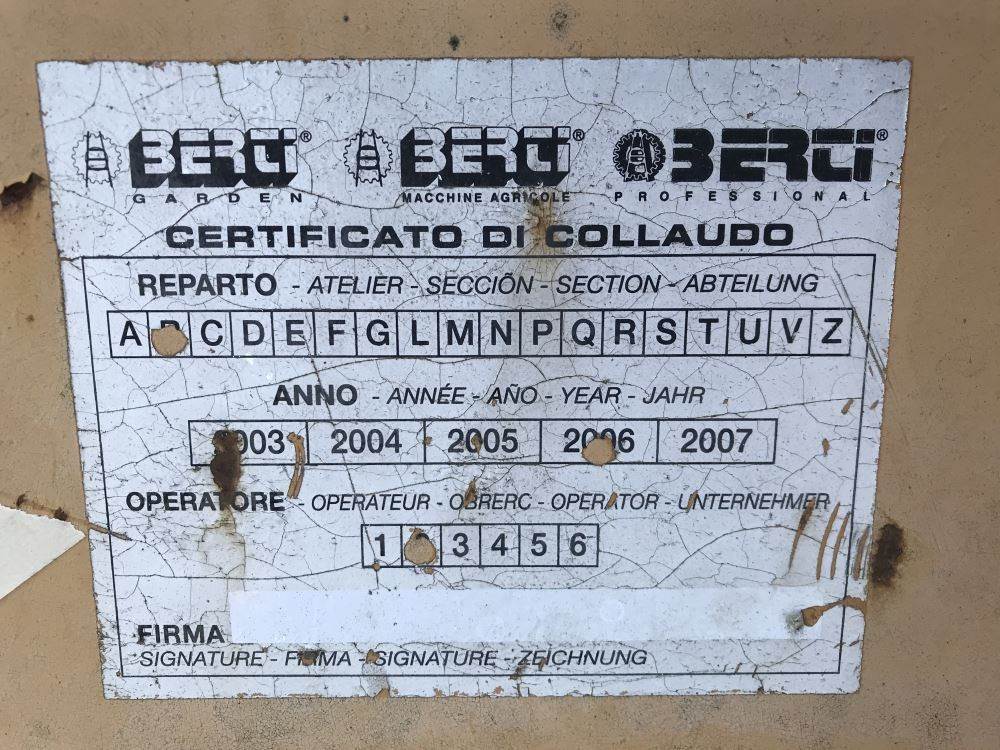 BERTI® BERTI® BERTI®
GARDEN MACCHINE AGRICOLE PROFESSIONAL
CERTIFICATO DI COLLAUDO
REPARTO - ATELIER - SECCIÕN - SECTION - ABTEILUNG
A C D E F G L M N P Q R S T U V Z
ANNO - ANNÉE - AÑO - YEAR - JAHR
2003 2004 2005 2006 2007
OPERATORE - OPERATEUR - OBRERC - OPERATOR - UNTERNEHMER
1 3 4 5 6
FIRMA
SIGNATURE - FIRMA - SIGNATURE - ZEICHNUNG